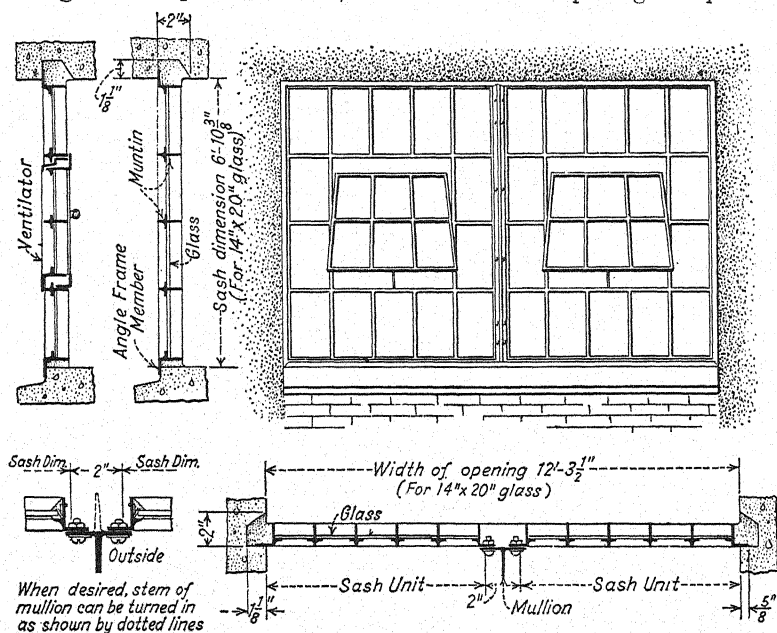 2"
1 1/8"
Ventilator
Muntin
Glass
Angle Frame
Member
Sash dimension 6'-10 3/8"
(For 14"x 20" glass)
Sash Dim.
2"
Sash Dim.
Outside
When desired, stem of
mullion can be turned in
as shown by dotted lines
Width of opening 12'-3 1/2"
(For 14"x 20" glass)
Glass
2"
Sash Unit
Sash Unit
1 1/8"
2"
Mullion
5/8"